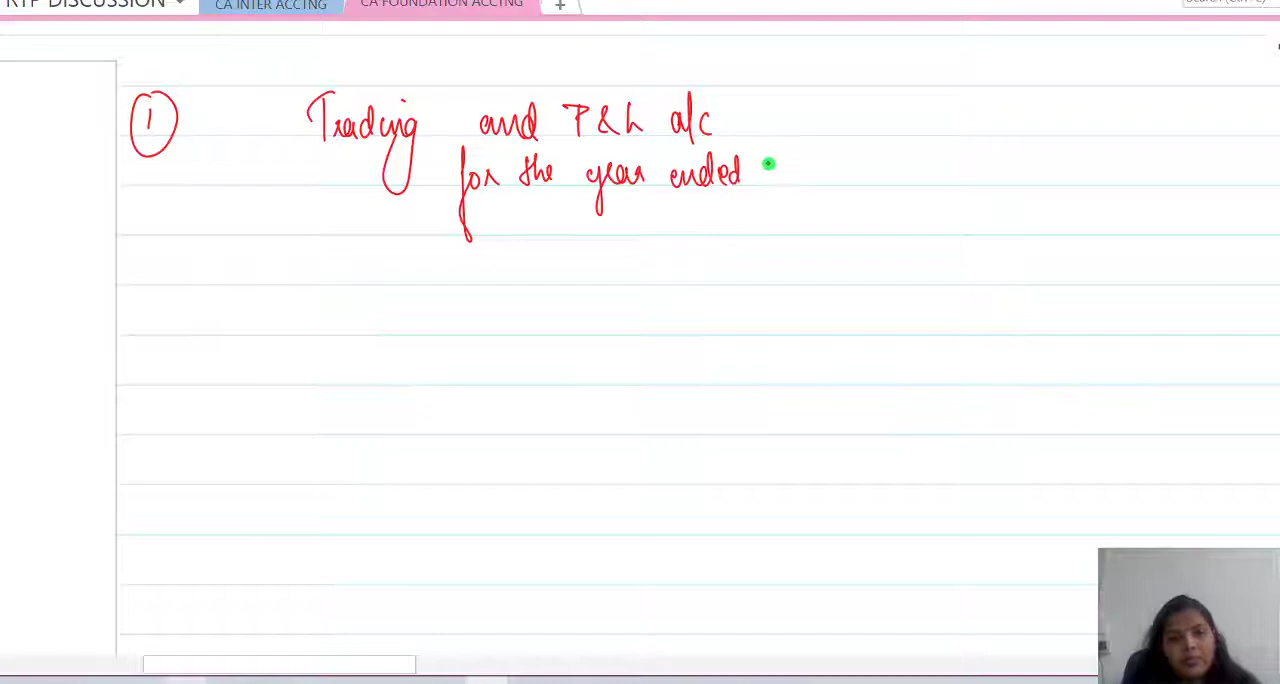 RTP DISCUSSION
CA INTER ACCTNG
CA FOUNDATION ACCTNG
+
1
Trading and P & L a/c
for the year ended